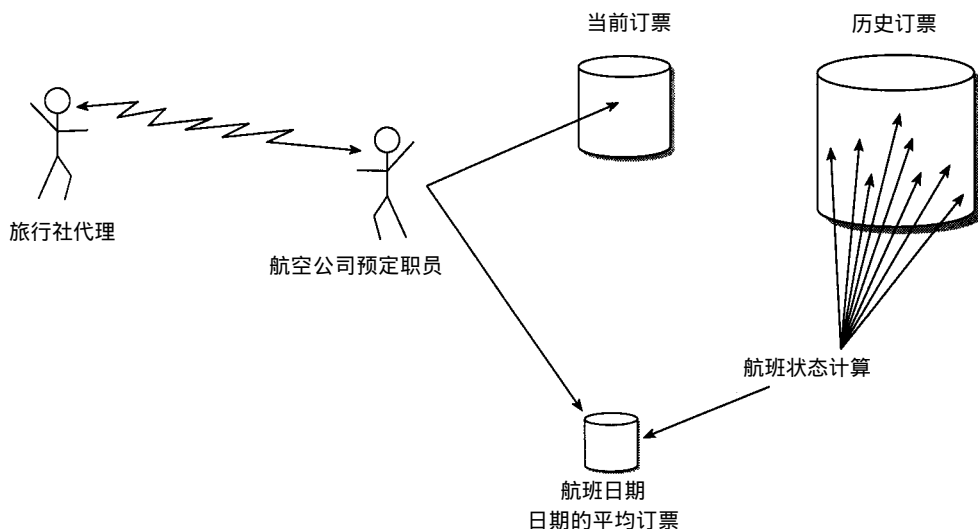 当前订票
历史订票
旅行社代理
航空公司预定职员
航班状态计算
航班日期
日期的平均订票